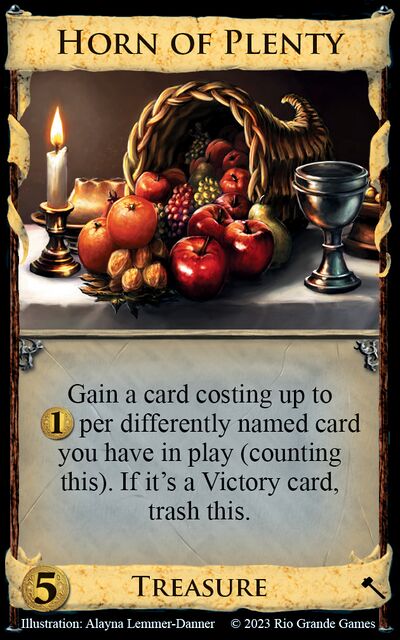 HORN OF PLENTY
Gain a card costing up to
1 per differently named card
you have in play (counting
this). If it's a Victory card,
trash this.
5 TREASURE
Illustration: Alayna Lemmer-Danner © 2023 Rio Grande Games